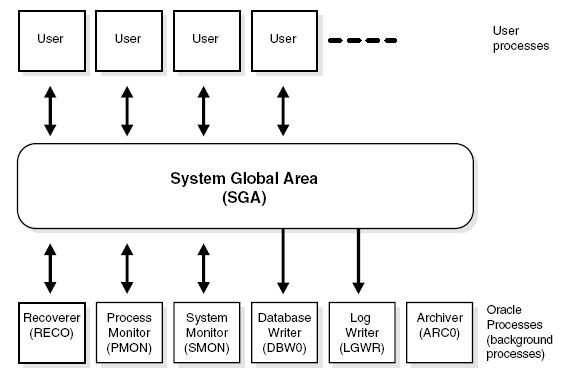 User
User
User
User
User
processes
System Global Area
(SGA)
Recoverer
(RECO)
Process
Monitor
(PMON)
System
Monitor
(SMON)
Database
Writer
(DBW0)
Log
Writer
(LGWR)
Archiver
(ARC0)
Oracle
Processes
(background
processes)